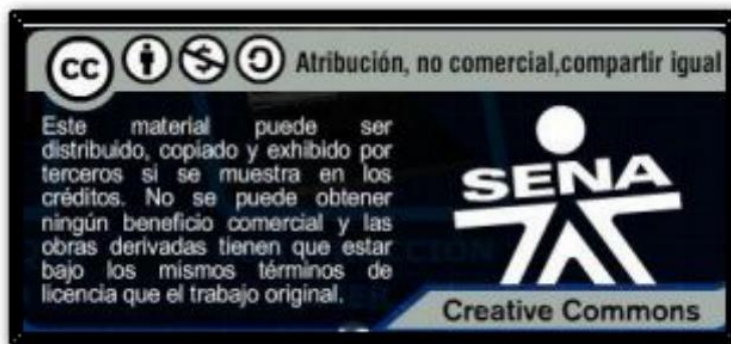 cc Atribución, no comercial,compartir igual
Este material puede ser
distribuido, copiado y exhibido por
terceros si se muestra en los
créditos. No se puede obtener
ningún beneficio comercial y las
obras derivadas tienen que estar
bajo los mismos términos de
licencia que el trabajo original.
SENA
Creative Commons